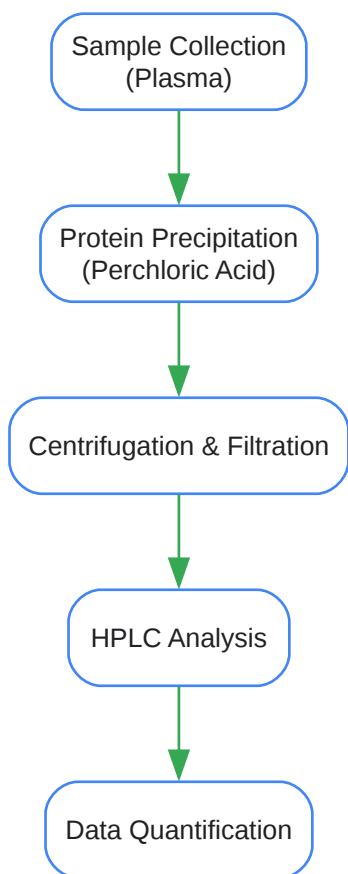 Sample Collection
(Plasma)
Protein Precipitation
(Perchloric Acid)
Centrifugation & Filtration
HPLC Analysis
Data Quantification